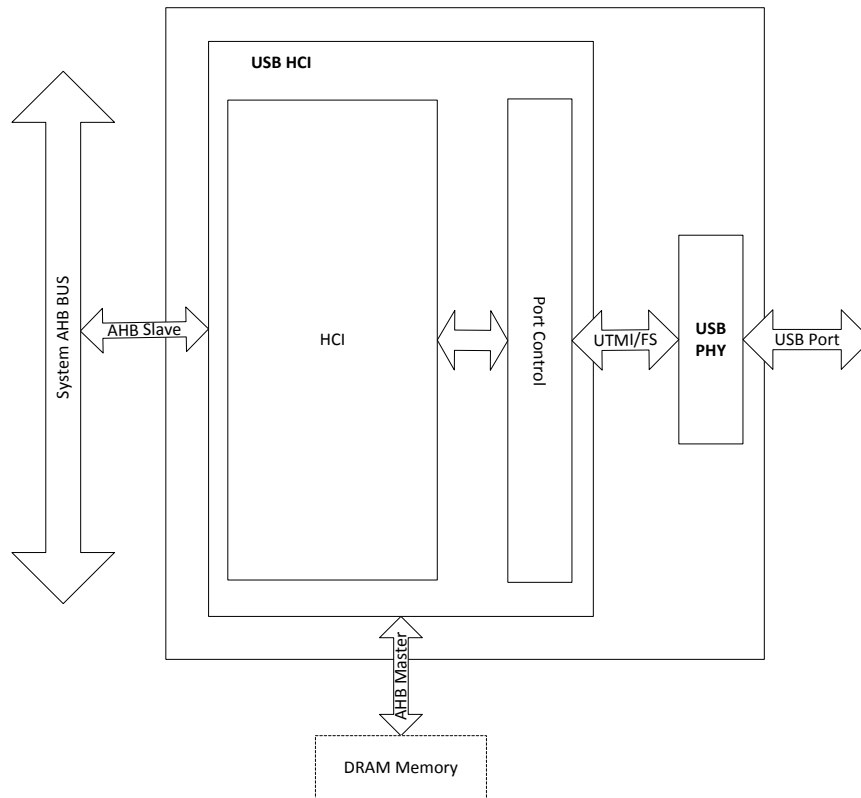 USB HCI
System AHB BUS
AHB Slave
HCI
Port Control
UTMI/FS
USB
PHY
USB Port
AHB Master
DRAM Memory